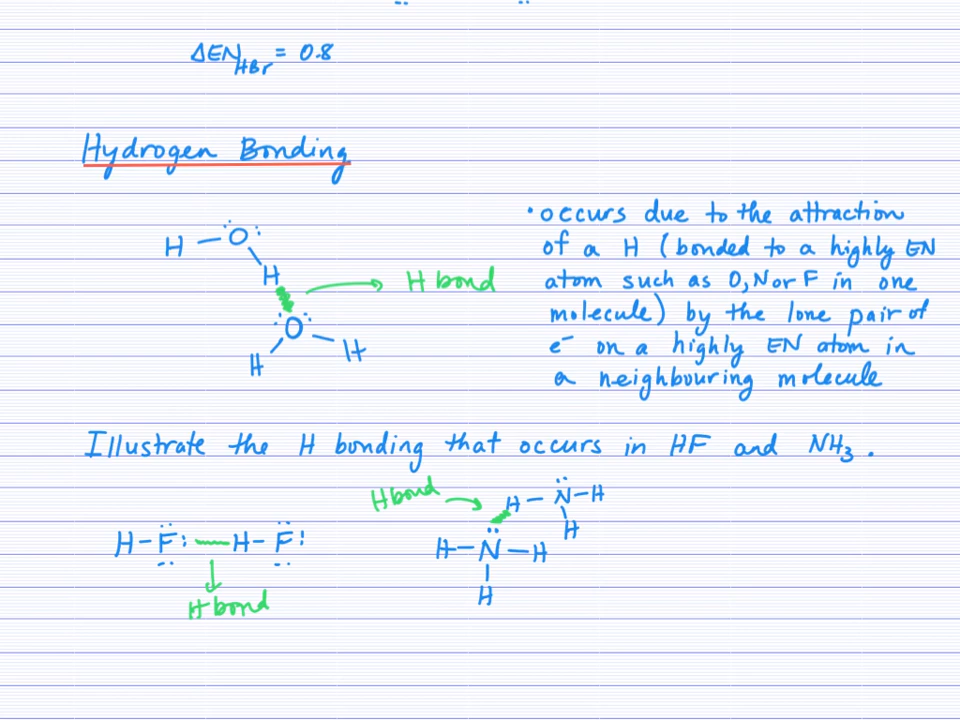 ΔEN HBr = 0.8
Hydrogen Bonding
H – O
H
H bond
O
H
H
• occurs due to the attraction
of a H (bonded to a highly EN
atom such as O, N or F in one
molecule) by the lone pair of
e⁻ on a highly EN atom in
a neighbouring molecule
Illustrate the H bonding that occurs in HF and NH₃.
H bond
H – N – H
H
H – F : — H – F :
H – N – H
H
H bond